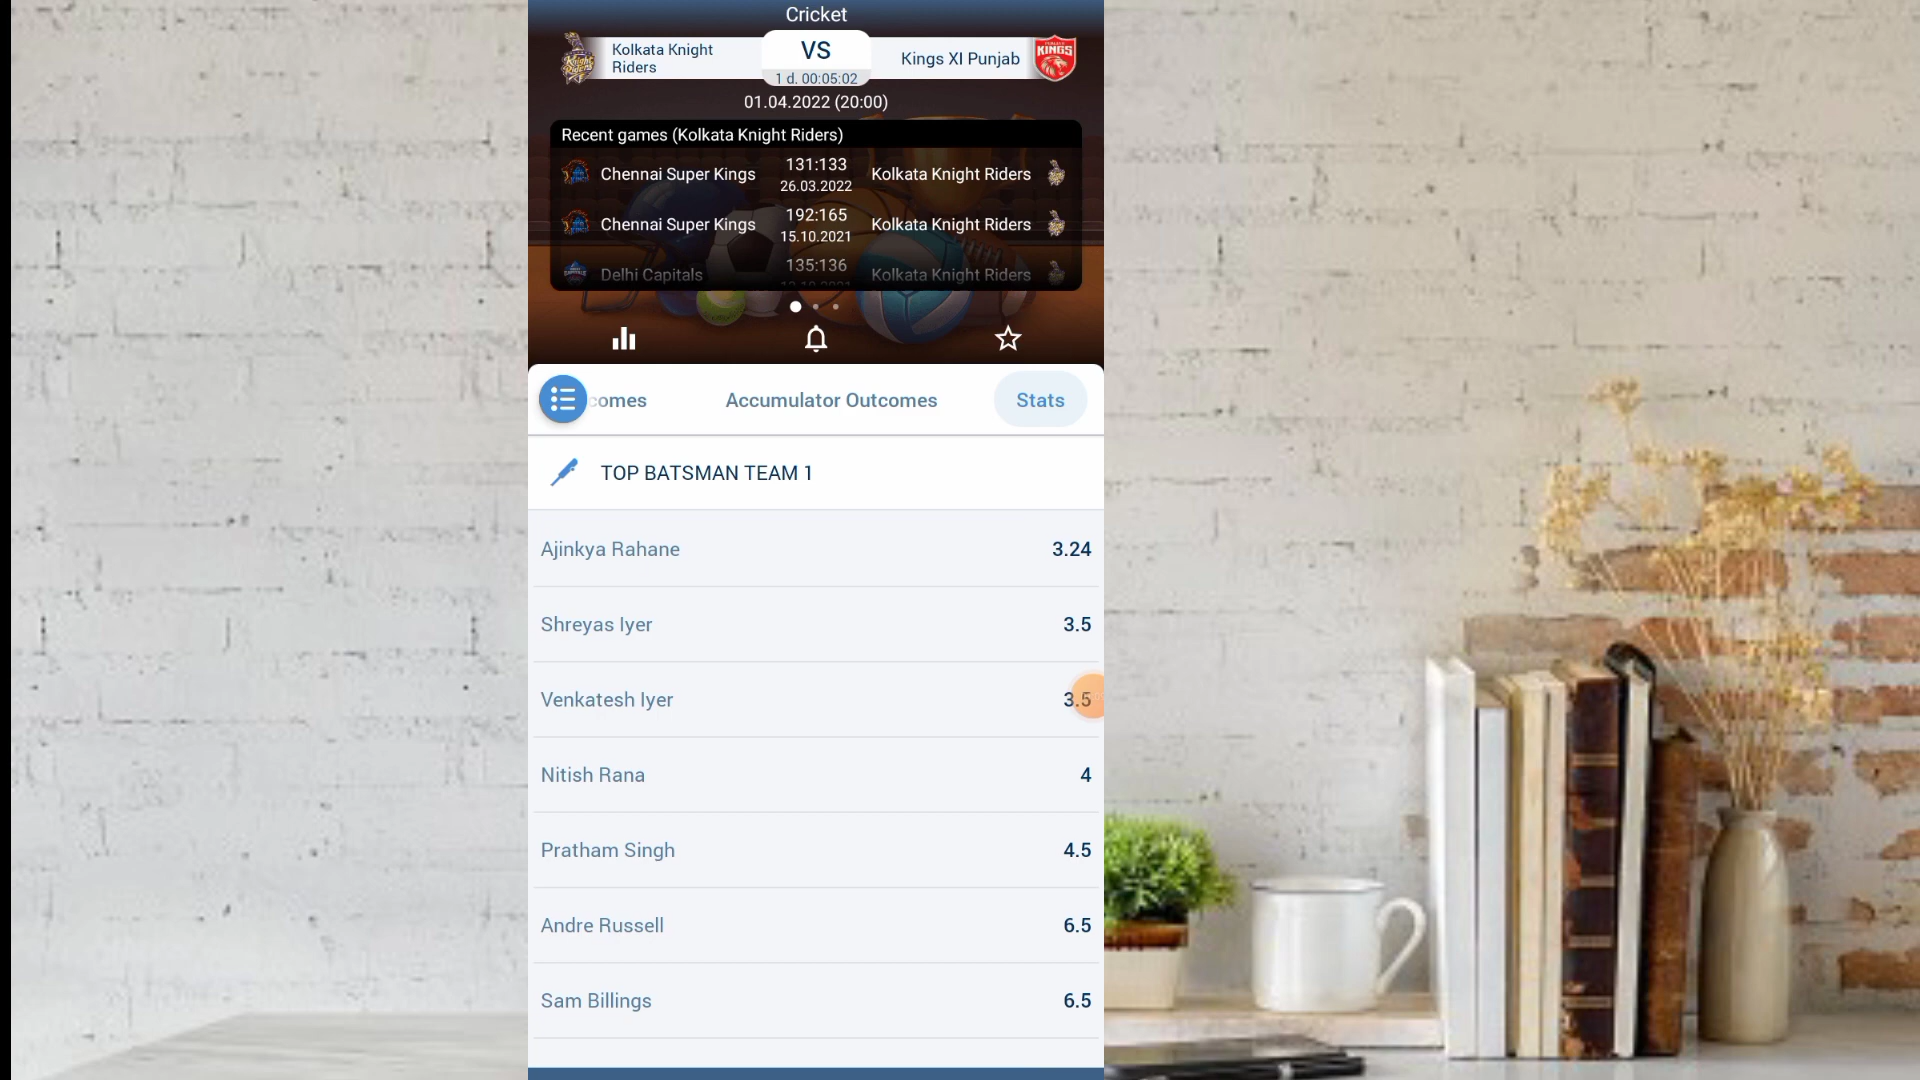 Cricket
Kolkata Knight Riders
VS
Kings XI Punjab
1 d. 00:05:02
01.04.2022 (20:00)
Recent games (Kolkata Knight Riders)
Chennai Super Kings 131:133 Kolkata Knight Riders
26.03.2022
Chennai Super Kings 192:165 Kolkata Knight Riders
15.10.2021
Delhi Capitals 135:136 Kolkata Knight Riders
comes Accumulator Outcomes Stats
TOP BATSMAN TEAM 1
Ajinkya Rahane 3.24
Shreyas Iyer 3.5
Venkatesh Iyer 3.5
Nitish Rana 4
Pratham Singh 4.5
Andre Russell 6.5
Sam Billings 6.5